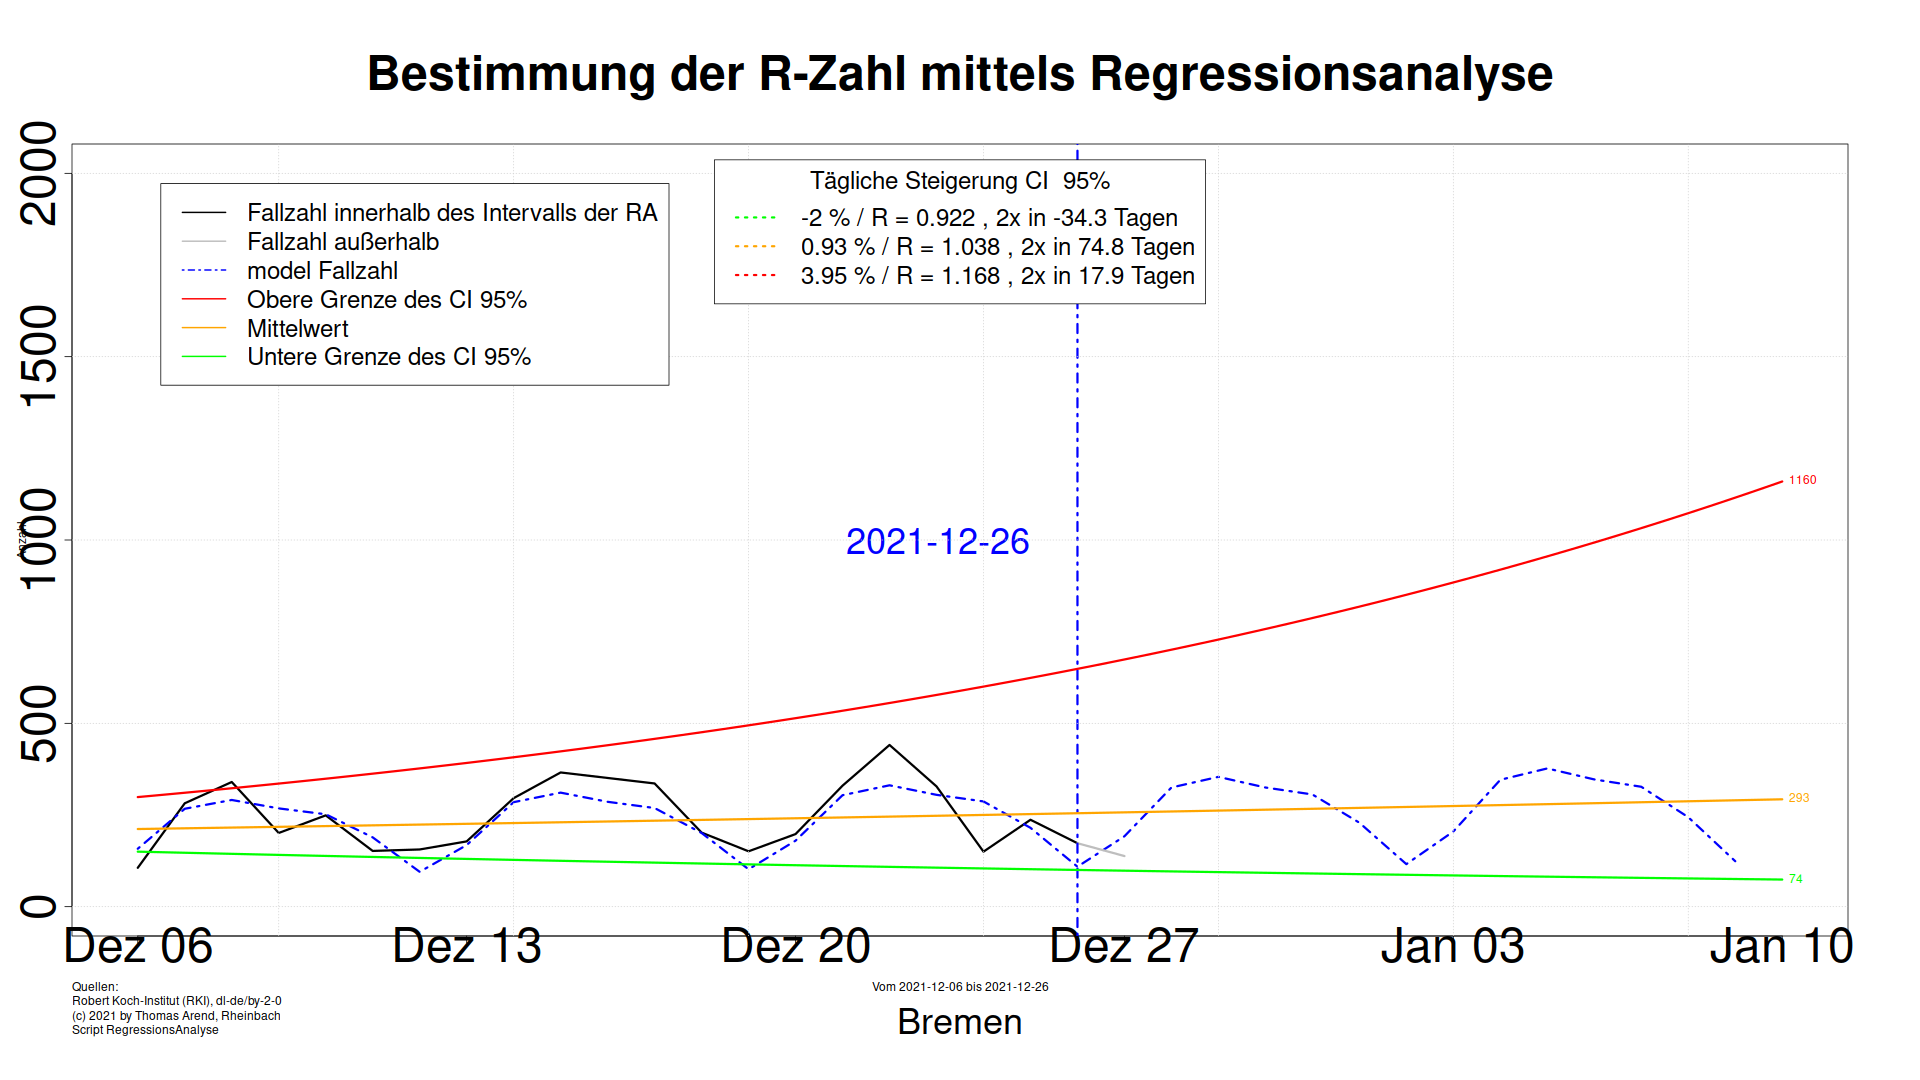 Bestimmung der R-Zahl mittels Regressionsanalyse
Fallzahl innerhalb des Intervalls der RA
Fallzahl außerhalb
model Fallzahl
Obere Grenze des CI 95%
Mittelwert
Untere Grenze des CI 95%
Tägliche Steigerung CI 95%
-2 % / R = 0.922 , 2x in -34.3 Tagen
0.93 % / R = 1.038 , 2x in 74.8 Tagen
3.95 % / R = 1.168 , 2x in 17.9 Tagen
2000
1500
1000
500
0
Anzahl
2021-12-26
1160
293
74
Dez 06 Dez 13 Dez 20 Dez 27 Jan 03 Jan 10
Vom 2021-12-06 bis 2021-12-26
Bremen
Quellen:
Robert Koch-Institut (RKI), dl-de/by-2-0
(c) 2021 by Thomas Arend, Rheinbach
Script RegressionsAnalyse